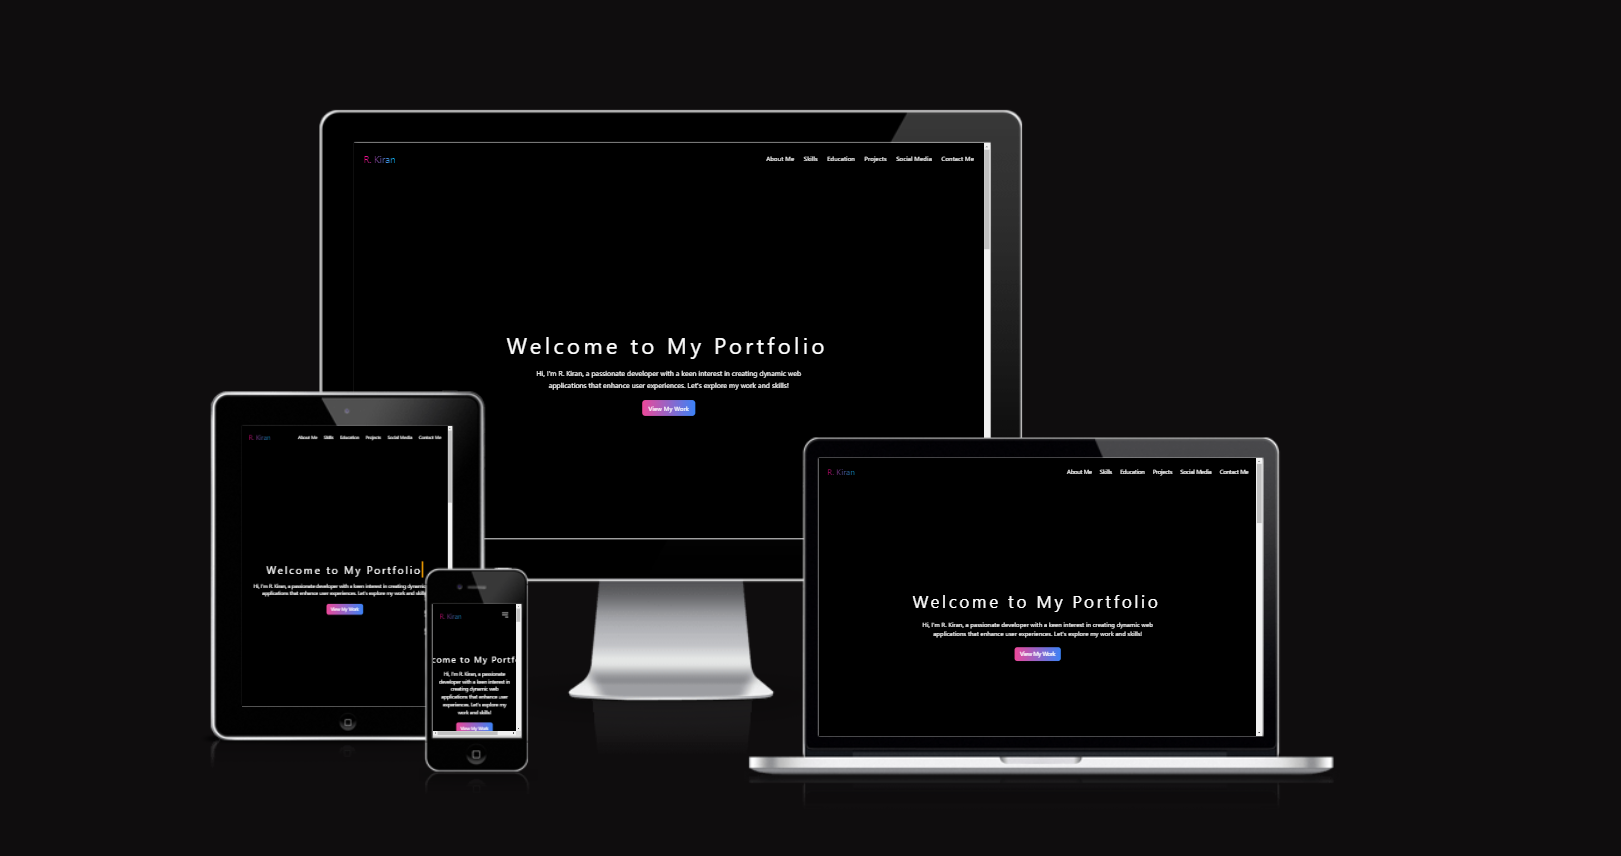 R. Kiran
About Me Skills Education Projects Social Media Contact Me
Welcome to My Portfolio
Hi, I'm R. Kiran, a passionate developer with a keen interest in creating dynamic web
applications that enhance user experiences. Let's explore my work and skills!
View My Work
R. Kiran
About Me Skills Education Projects Social Media Contact Me
Welcome to My Portfolio
Hi, I'm R. Kiran, a passionate developer with a keen interest in creating dynamic
applications that enhance user experiences. Let's explore my work and skills
View My Work
R. Kiran
come to My Portf
Hi, I'm R. Kiran, a passionate
developer with a keen interest in
creating dynamic web
applications that enhance user
experiences. Let's explore my
work and skills!
View My Work
R. Kiran
About Me Skills Education Projects Social Media Contact Me
Welcome to My Portfolio
Hi, I'm R. Kiran, a passionate developer with a keen interest in creating dynamic web
applications that enhance user experiences. Let's explore my work and skills!
View My Work